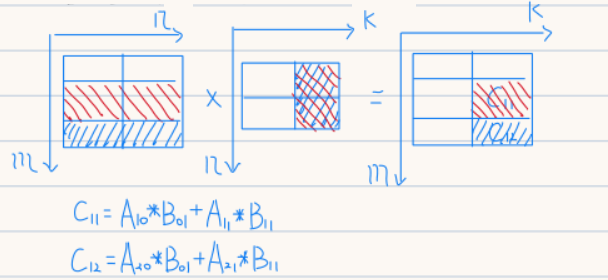 n
K
K
m
×
n
=
m
C₁₁
C₁₂
C₁₁=A₁₀*B₀₁+A₁₁*B₁₁
C₁₂=A₂₀*B₀₁+A₂₁*B₁₁